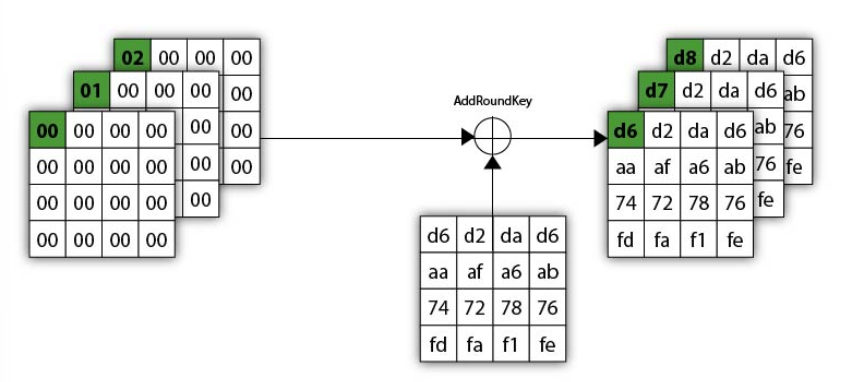 02 00 00 00
01 00 00 00 00
00 00 00 00 00 00
00 00 00 00 00 00
00 00 00 00 00
00 00 00 00
AddRoundKey
d6 d2 da d6
aa af a6 ab
74 72 78 76
fd fa f1 fe
d8 d2 da d6
d7 d2 da d6 ab
d6 d2 da d6 ab 76
aa af a6 ab 76 fe
74 72 78 76 fe
fd fa f1 fe